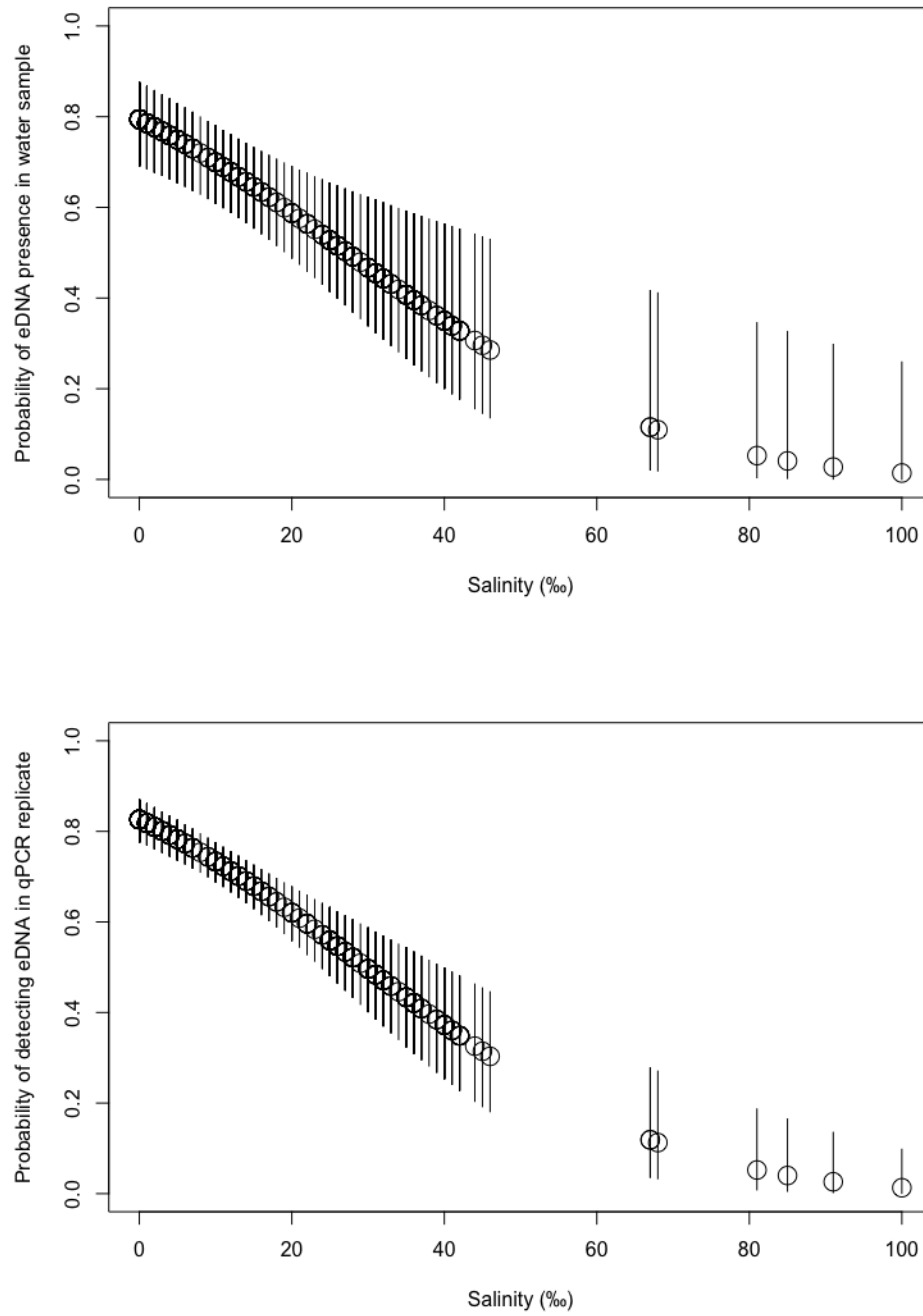 Probability of eDNA presence in water sample
1.0
0.8
0.6
0.4
0.2
0.0
0 20 40 60 80 100
Salinity (‰)
Probability of detecting eDNA in qPCR replicate
1.0
0.8
0.6
0.4
0.2
0.0
0 20 40 60 80 100
Salinity (‰)